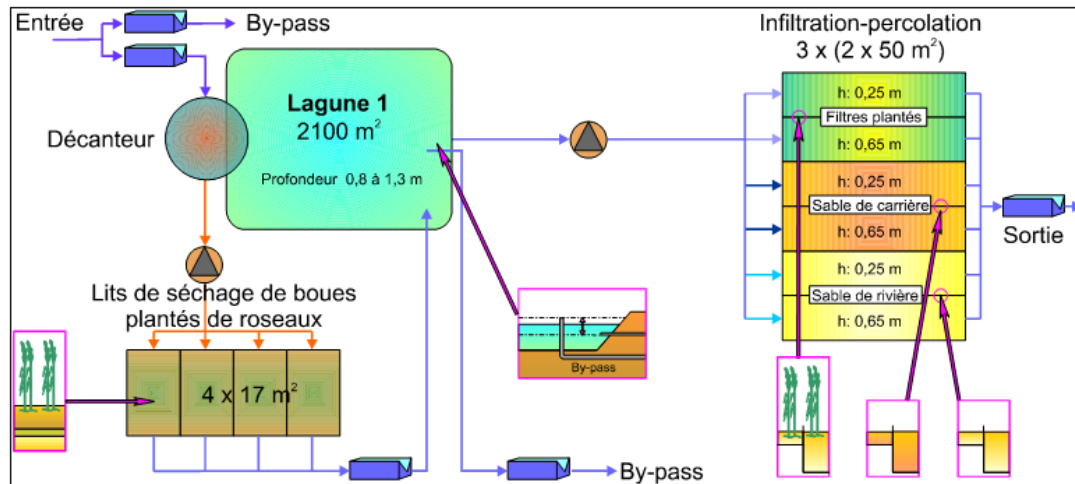 Entrée
By-pass
Décanteur
Lagune 1
2100 m²
Profondeur 0,8 à 1,3 m
Lits de séchage de boues
plantés de roseaux
4 x 17 m²
By-pass
By-pass
Infiltration-percolation
3 x (2 x 50 m²)
h: 0,25 m
Filtres plantés
h: 0,65 m
h: 0,25 m
Sable de carrière
h: 0,65 m
h: 0,25 m
Sable de rivière
h: 0,65 m
Sortie